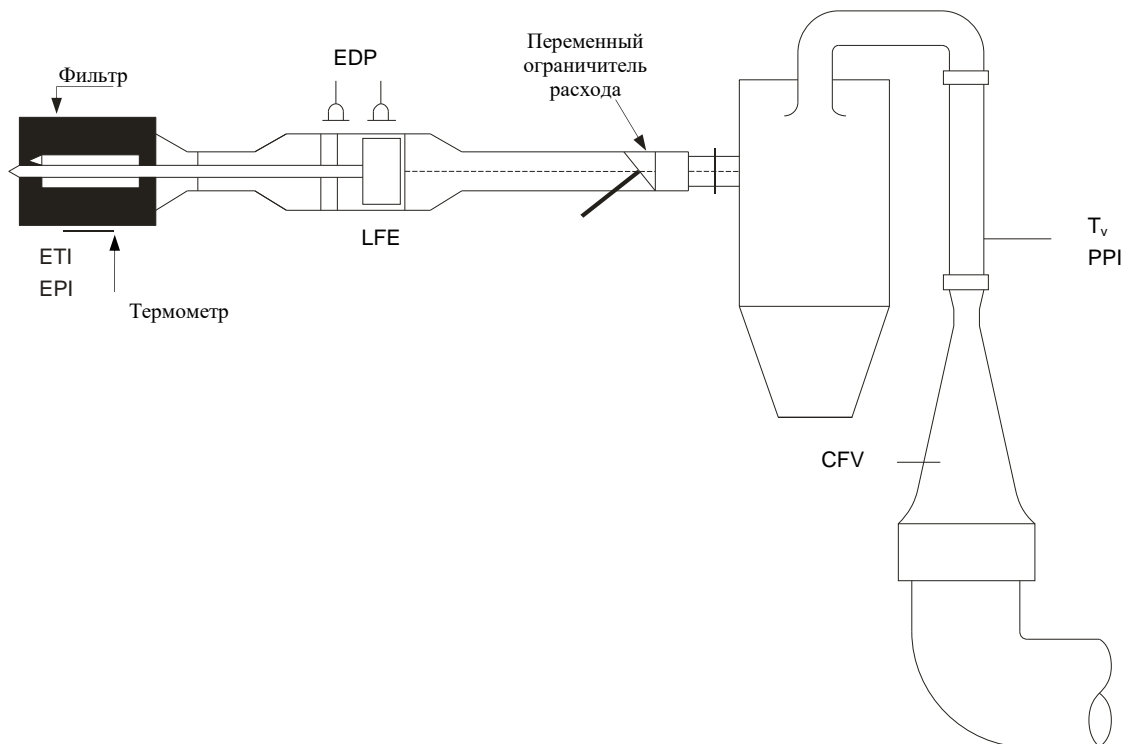 Фильтр
EDP
Переменный
ограничитель
расхода
LFE
ETI
EPI
Термометр
Tv
PPI
CFV